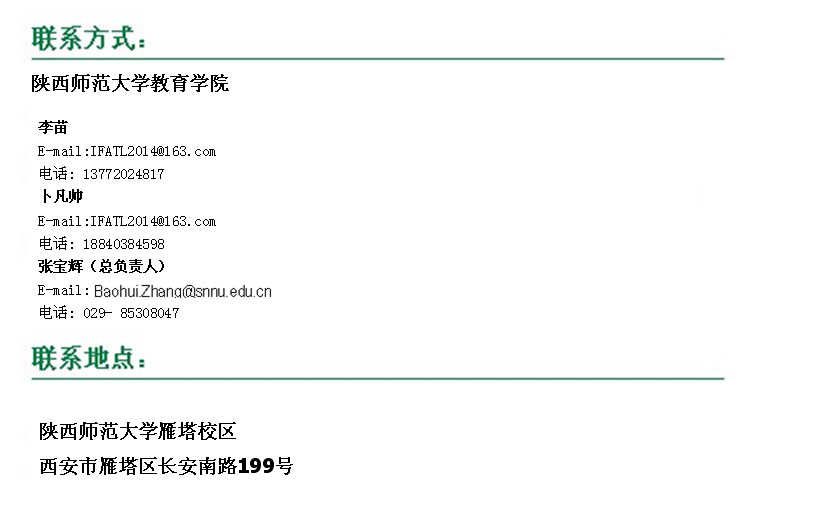 联系方式：
陕西师范大学教育学院
李苗
E-mail:IFATL2014@163.com
电话: 13772024817
卜凡帅
E-mail:IFATL2014@163.com
电话: 18840384598
张宝辉（总负责人）
E-mail: Baohui.Zhang@snnu.edu.cn
电话: 029- 85308047
联系地点：
陕西师范大学雁塔校区
西安市雁塔区长安南路199号